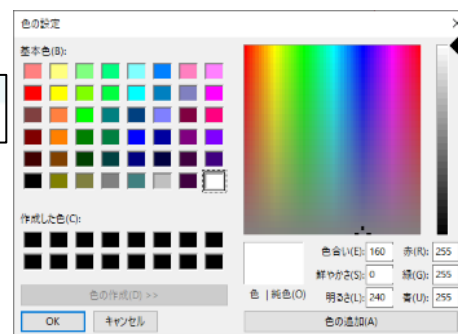 色の設定
基本色(B):
作成した色(C):
色の作成(D) >>
OK キャンセル
色 | 純色(O)
色合い(E): 160 赤(R): 255
鮮やかさ(S): 0 緑(G): 255
明るさ(L): 240 青(U): 255
色の追加(A)